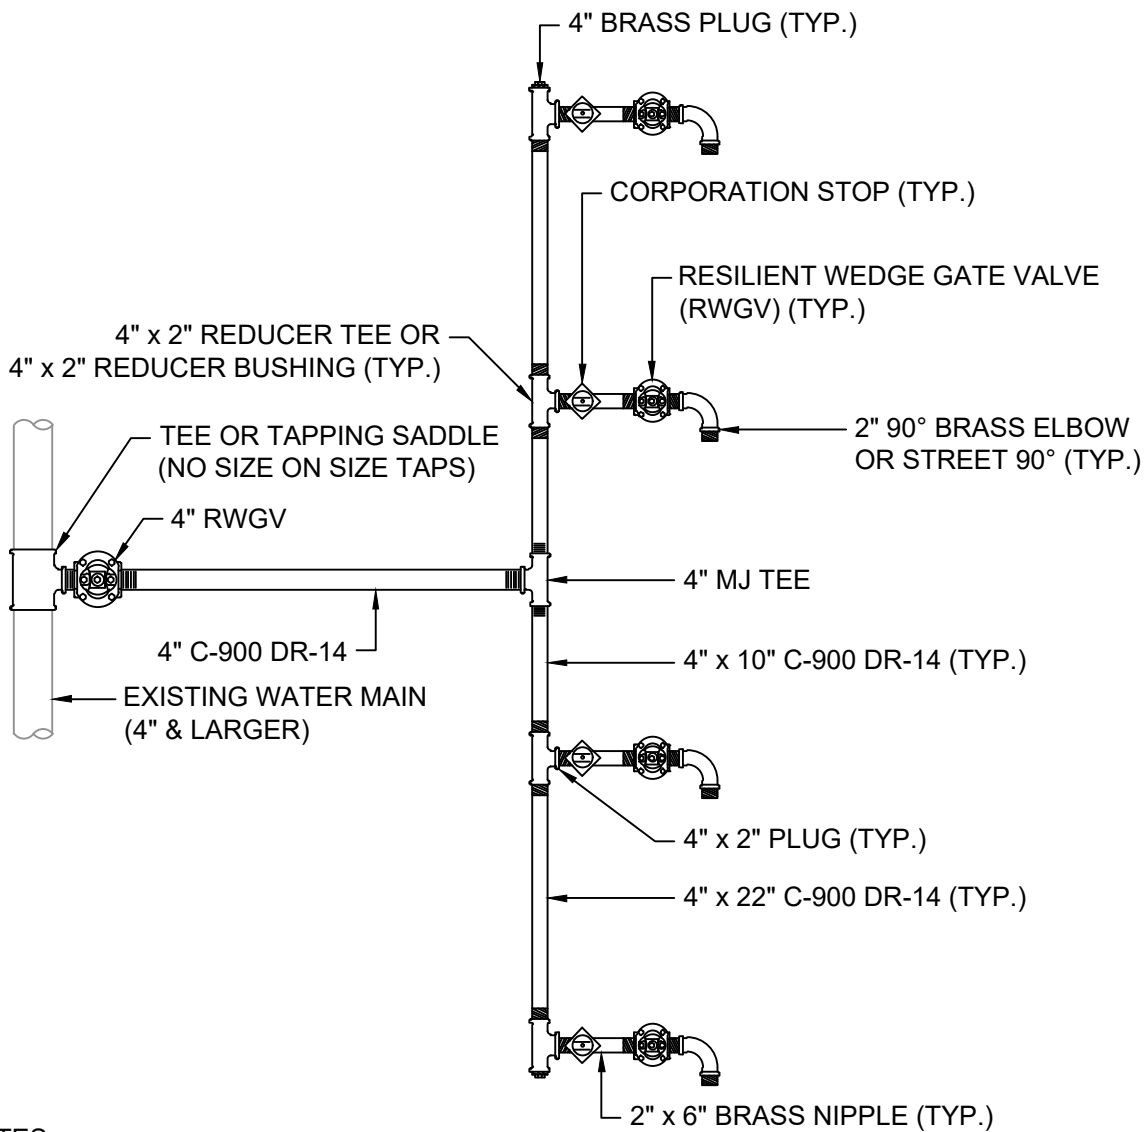 4" BRASS PLUG (TYP.)
CORPORATION STOP (TYP.)
RESILIENT WEDGE GATE VALVE
(RWGV) (TYP.)
4" x 2" REDUCER TEE OR
4" x 2" REDUCER BUSHING (TYP.)
2" 90° BRASS ELBOW
OR STREET 90° (TYP.)
TEE OR TAPPING SADDLE
(NO SIZE ON SIZE TAPS)
4" RWGV
4" MJ TEE
4" C-900 DR-14
4" x 10" C-900 DR-14 (TYP.)
EXISTING WATER MAIN
(4" & LARGER)
4" x 2" PLUG (TYP.)
4" x 22" C-900 DR-14 (TYP.)
2" x 6" BRASS NIPPLE (TYP.)